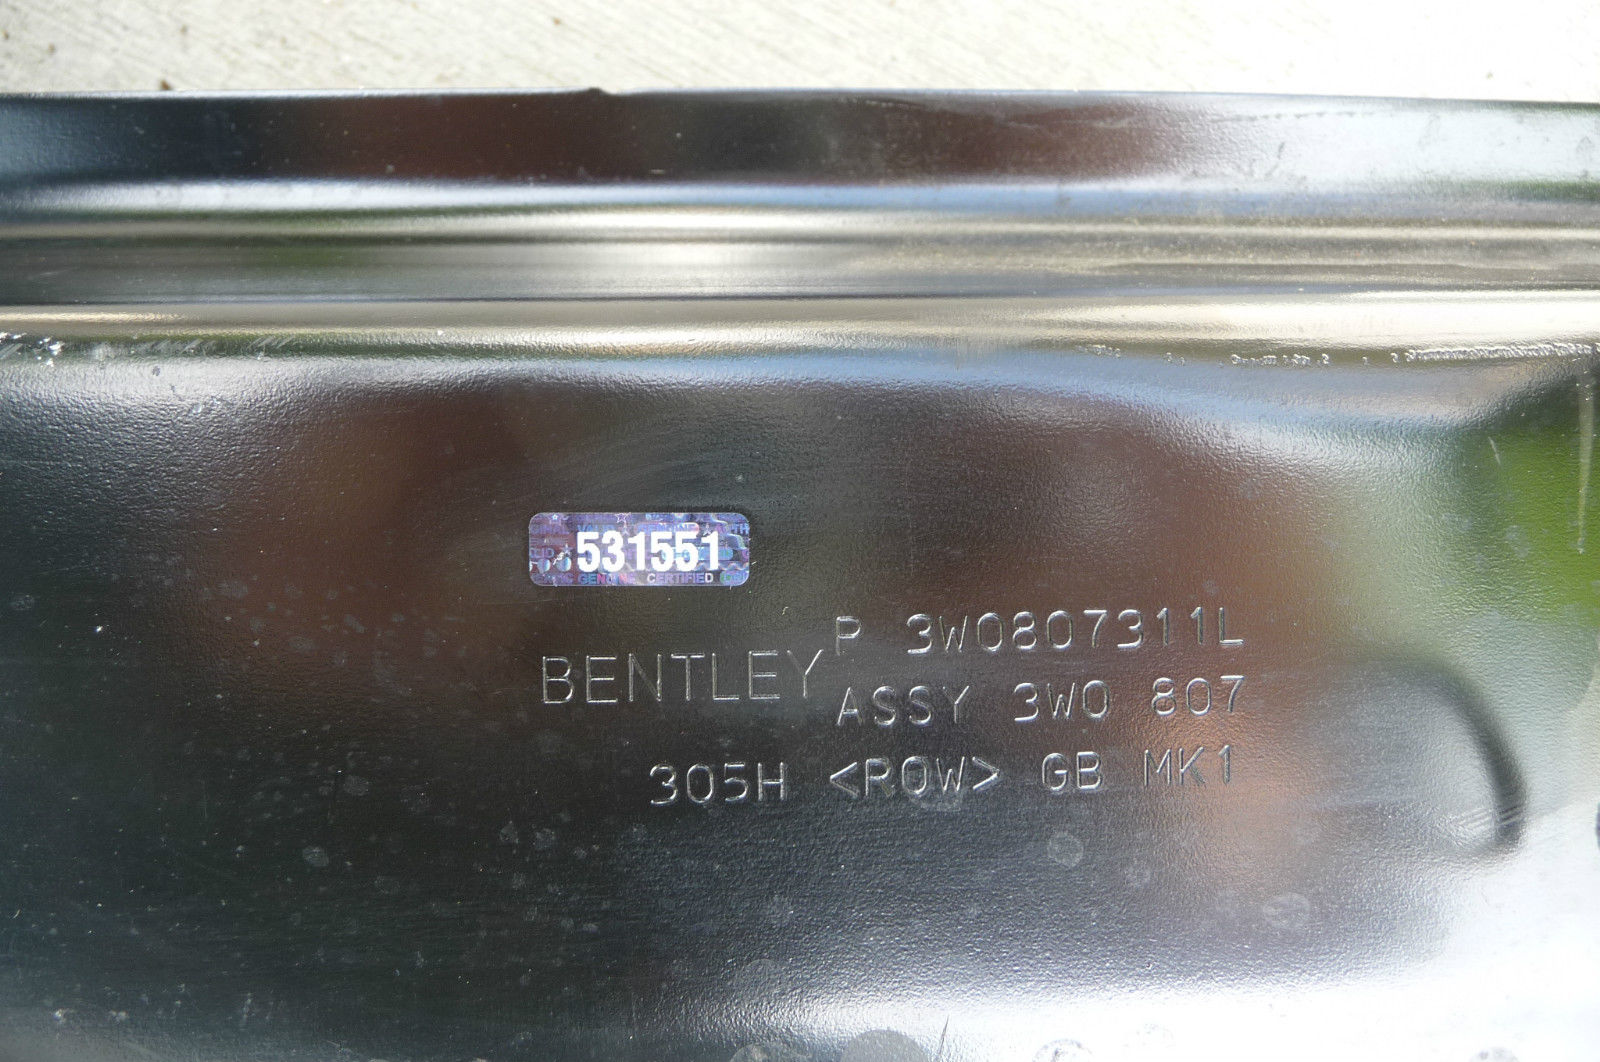 531551
GENUINE
CERTIFIED
P 3W0807311L
BENTLEY
ASSY 3W0 807
305H <ROW> GB MK1